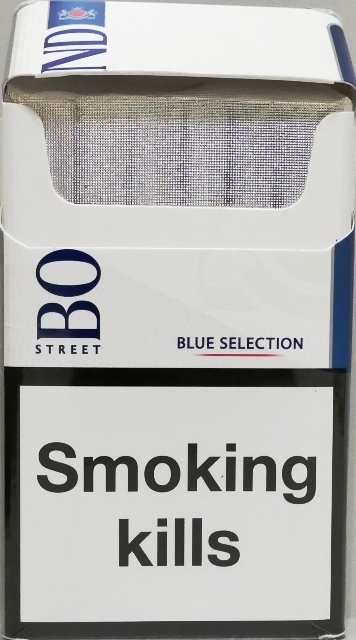 ND
BO
STREET
BLUE SELECTION
Smoking
kills